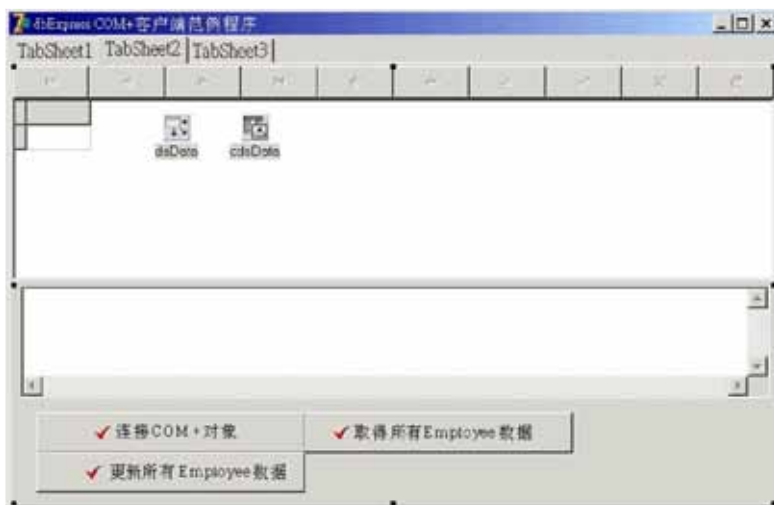 dbExpress COM+客户端范例程序
TabSheet1 TabSheet2 TabSheet3
dsData cdsData
连接COM+对象 取得所有Employee数据
更新所有Employee数据